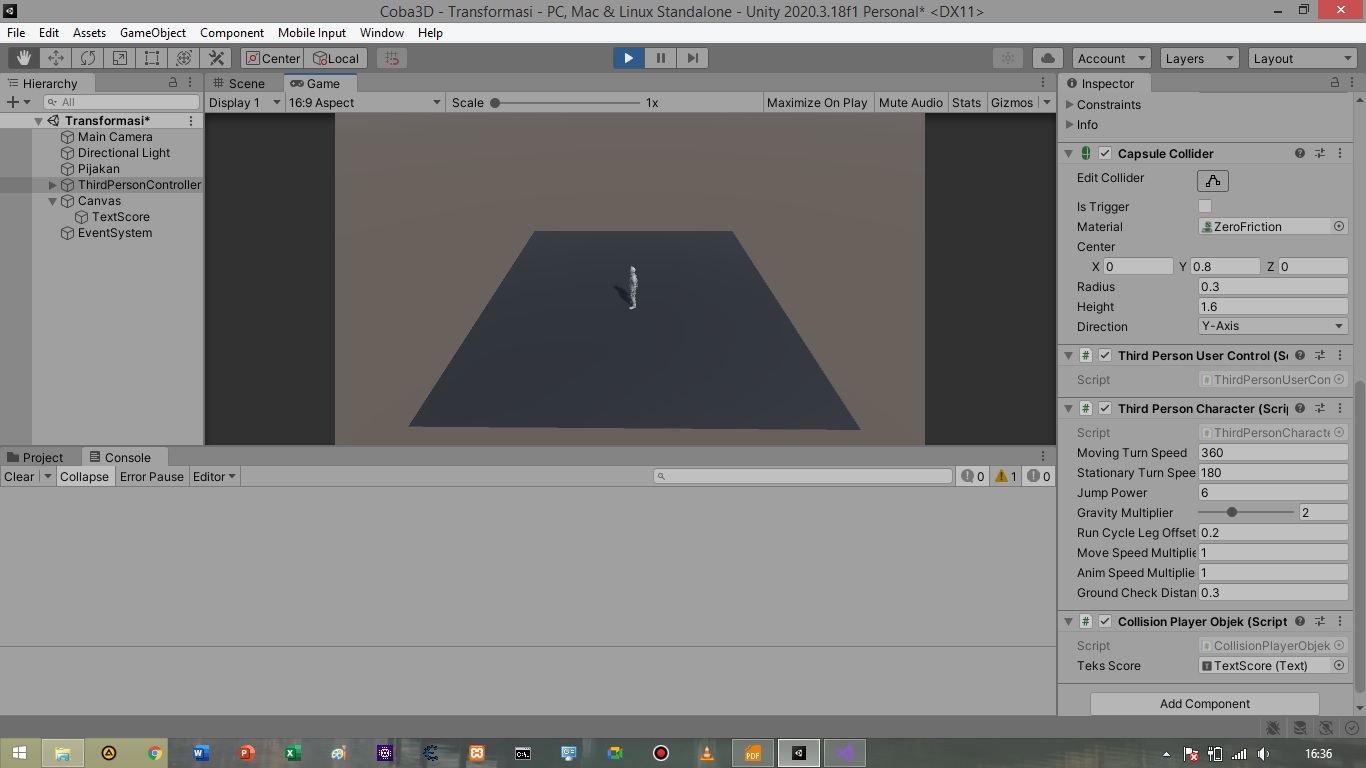 Coba3D - Transformasi - PC, Mac & Linux Standalone - Unity 2020.3.18f1 Personal* <DX11>
File Edit Assets GameObject Component Mobile Input Window Help
Center Local Account Layers Layout
Hierarchy
All
Transformasi*
Main Camera
Directional Light
Pijakan
ThirdPersonController
Canvas
TextScore
EventSystem
Scene Game
Display 1 16:9 Aspect Scale 1x Maximize On Play Mute Audio Stats Gizmos
Inspector
Constraints
Info
Capsule Collider
Edit Collider
Is Trigger
Material ZeroFriction
Center
X 0 Y 0.8 Z 0
Radius 0.3
Height 1.6
Direction Y-Axis
Third Person User Control (Sc
Script ThirdPersonUserCon
Third Person Character (Scrip
Script ThirdPersonCharacte
Moving Turn Speed 360
Stationary Turn Spee 180
Jump Power 6
Gravity Multiplier 2
Run Cycle Leg Offset 0.2
Move Speed Multiplie 1
Anim Speed Multiplie 1
Ground Check Distan 0.3
Collision Player Objek (Script
Script CollisionPlayerObjek
Teks Score TextScore (Text)
Add Component
Project Console
Clear Collapse Error Pause Editor 0 1 0
16:36